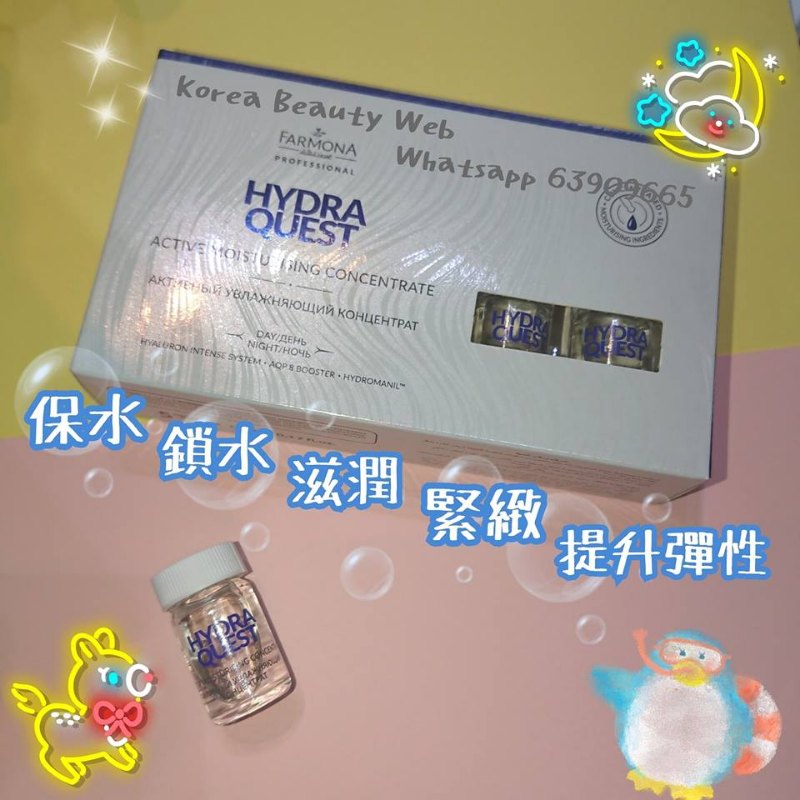 Korea Beauty Web
Whatsapp 63909665
FARMONA
PROFESSIONAL
HYDRA
QUEST
MOISTURISING INGREDIENTS
ACTIVE MOISTURISING CONCENTRATE
АКТИВНЫЙ УВЛАЖНЯЮЩИЙ КОНЦЕНТРАТ
DAY/ДЕНЬ
NIGHT/НОЧЬ
HYALURON INTENSE SYSTEM • AQP 8 BOOSTER • HYDROMANIL™
HYDRA
QUEST
HYDRA
QUEST
保水
鎖水
滋潤
緊緻
提升彈性
HYDRA
QUEST